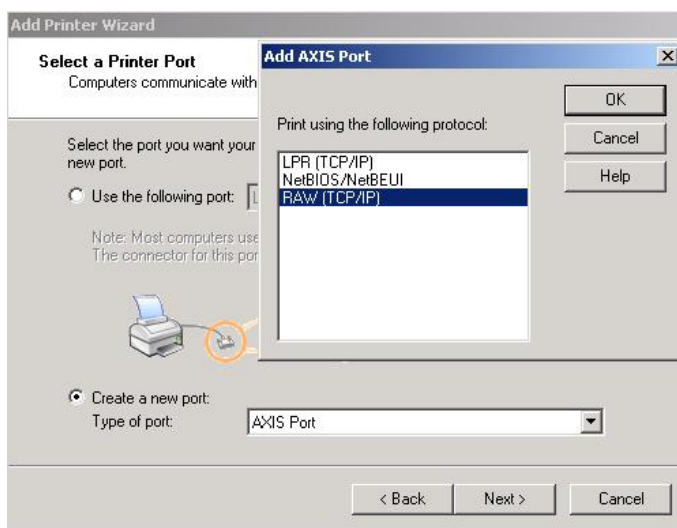 Add Printer Wizard
Select a Printer Port
Computers communicate with
Add AXIS Port
OK
Cancel
Help
Print using the following protocol:
LPR (TCP/IP)
NetBIOS/NetBEUI
RAW (TCP/IP)
Select the port you want your
new port.
Use the following port:
Note: Most computers use
The connector for this por
Create a new port:
Type of port: AXIS Port
< Back Next > Cancel